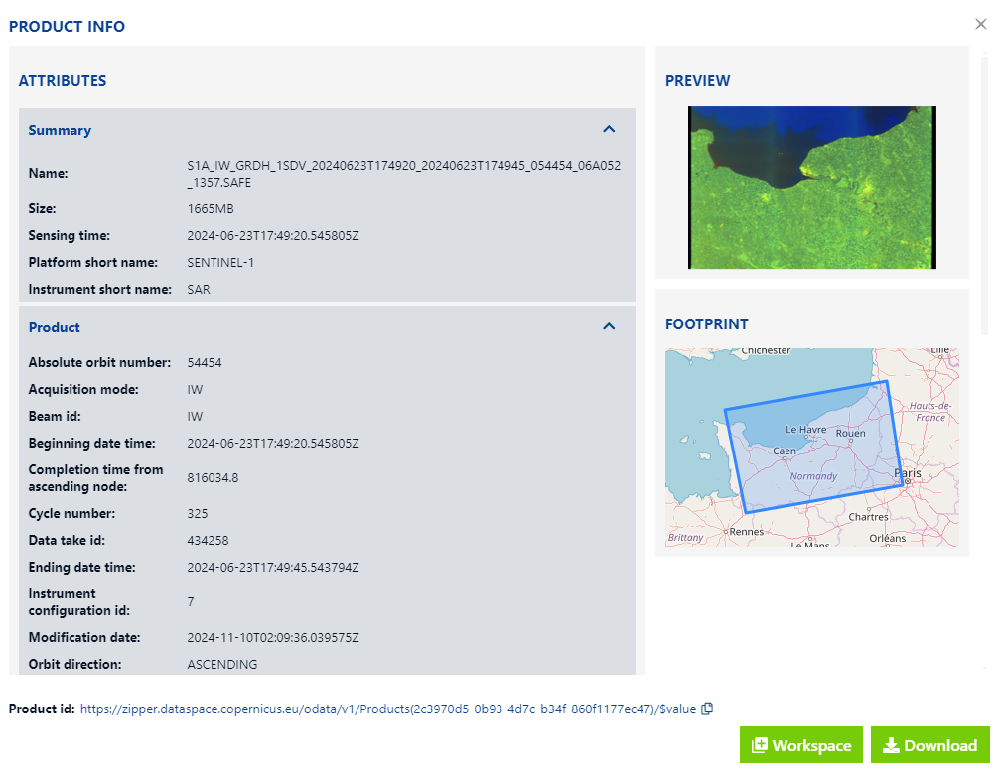 PRODUCT INFO
ATTRIBUTES
Summary
Name:
S1A_IW_GRDH_1SDV_20240623T174920_20240623T174945_054454_06A052
_1357.SAFE
Size: 1665MB
Sensing time: 2024-06-23T17:49:20.545805Z
Platform short name: SENTINEL-1
Instrument short name: SAR
Product
Absolute orbit number: 54454
Acquisition mode: IW
Beam id: IW
Beginning date time: 2024-06-23T17:49:20.545805Z
Completion time from
ascending node:
816034.8
Cycle number: 325
Data take id: 434258
Ending date time: 2024-06-23T17:49:45.543794Z
Instrument
configuration id:
7
Modification date: 2024-11-10T02:09:36.039575Z
Orbit direction: ASCENDING
PREVIEW
FOOTPRINT
Chichester
Lille
Hauts-de-
France
Le Havre
Rouen
Caen
Normandy
Paris
Chartres
Rennes
Brittany
Le Mans
Orléans
Product id: https://zipper.dataspace.copernicus.eu/odata/v1/Products(2c3970d5-0b93-4d7c-b34f-860f1177ec47)/$value
Workspace
Download